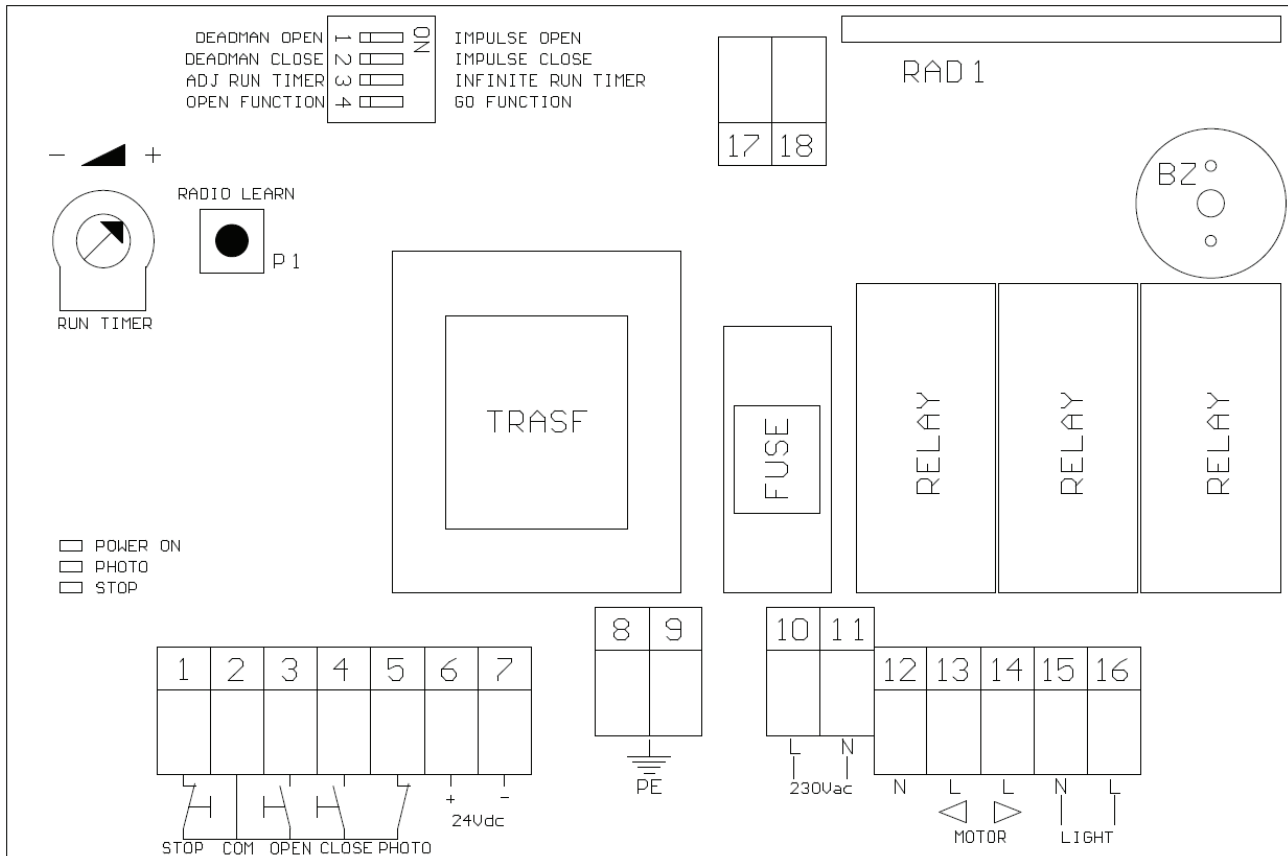 DEADMAN OPEN 1 ON IMPULSE OPEN
DEADMAN CLOSE 2 IMPULSE CLOSE
ADJ RUN TIMER 3 INFINITE RUN TIMER
OPEN FUNCTION 4 GO FUNCTION
RAD1
17 18
- +
RADIO LEARN
P1
RUN TIMER
BZ
TRASF
FUSE
RELAY
RELAY
RELAY
POWER ON
PHOTO
STOP
8 9
PE
10 11
L N
230Vac
1 2 3 4 5 6 7
+ -
24Vdc
STOP COM OPEN CLOSE PHOTO
12 13 14 15 16
N L L N L
MOTOR LIGHT